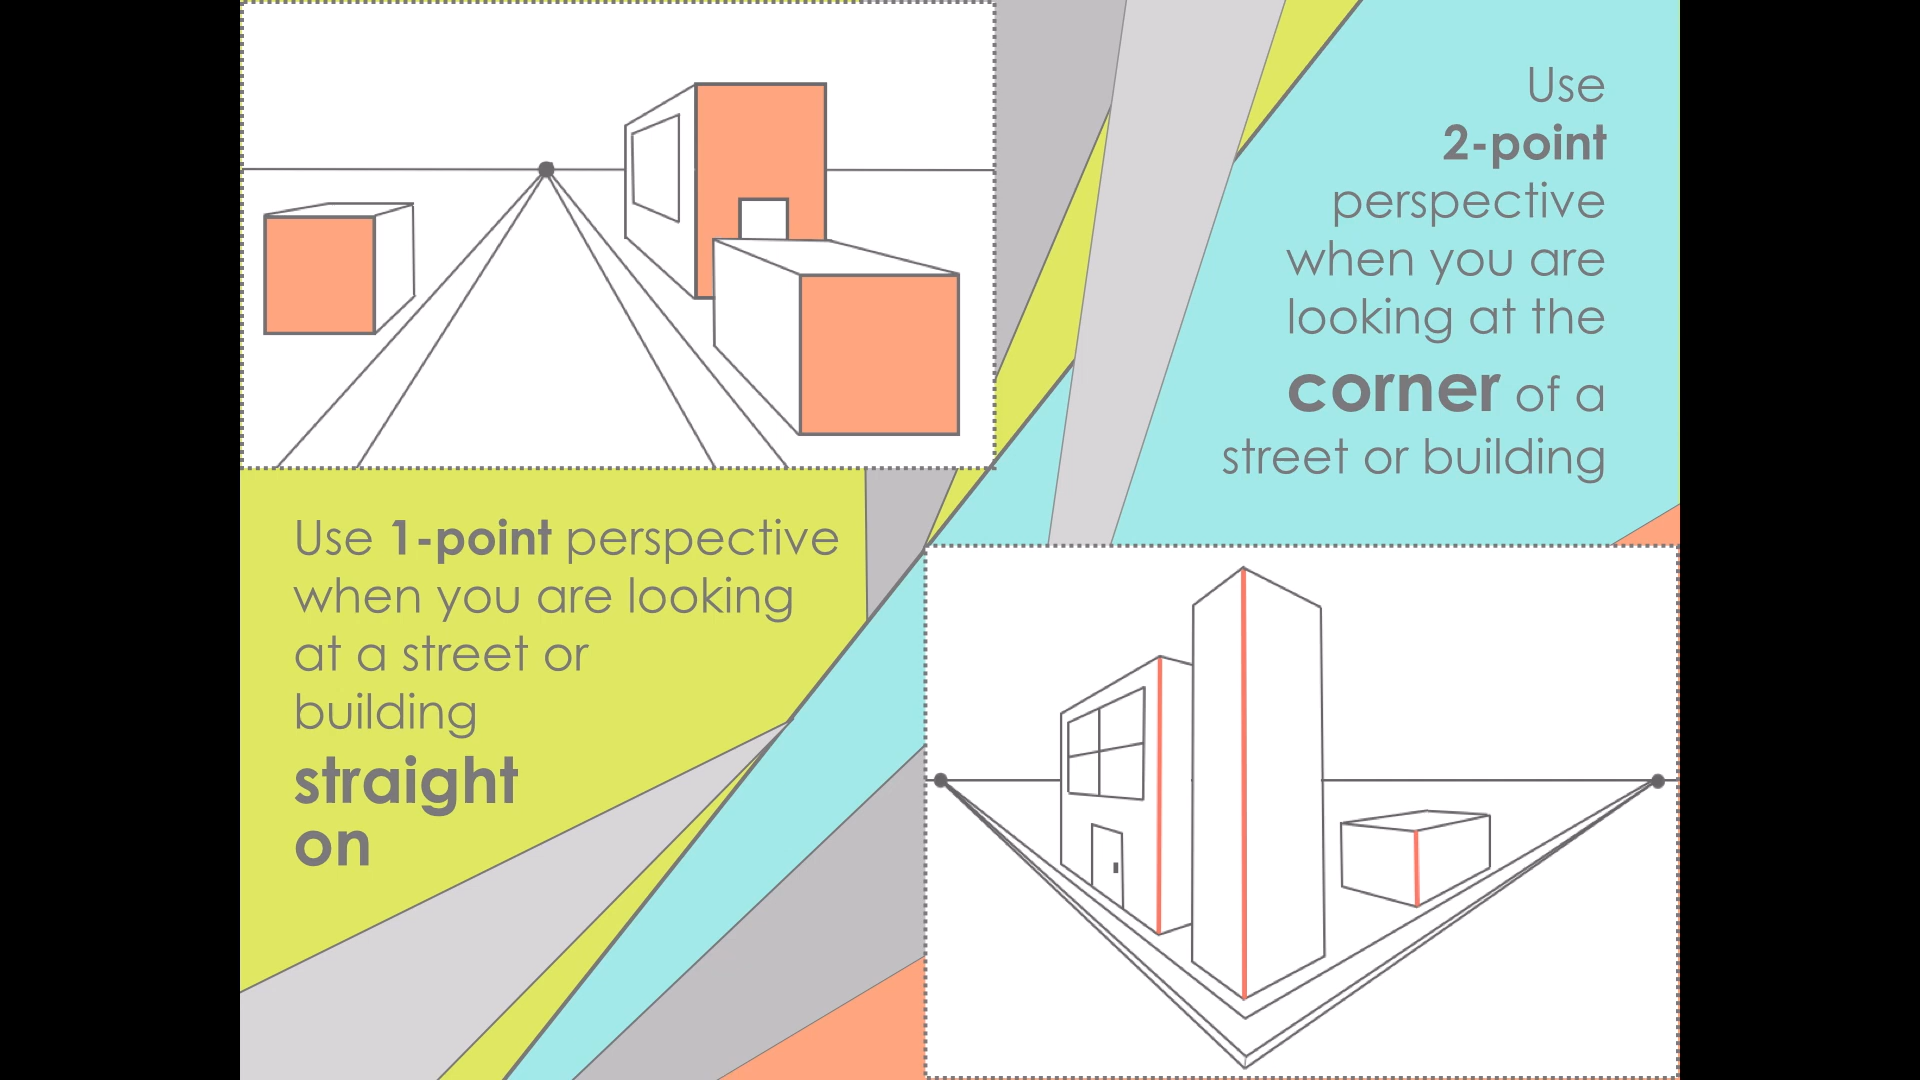 Use 1-point perspective
when you are looking
at a street or
building
straight
on
Use
2-point
perspective
when you are
looking at the
corner of a
street or building